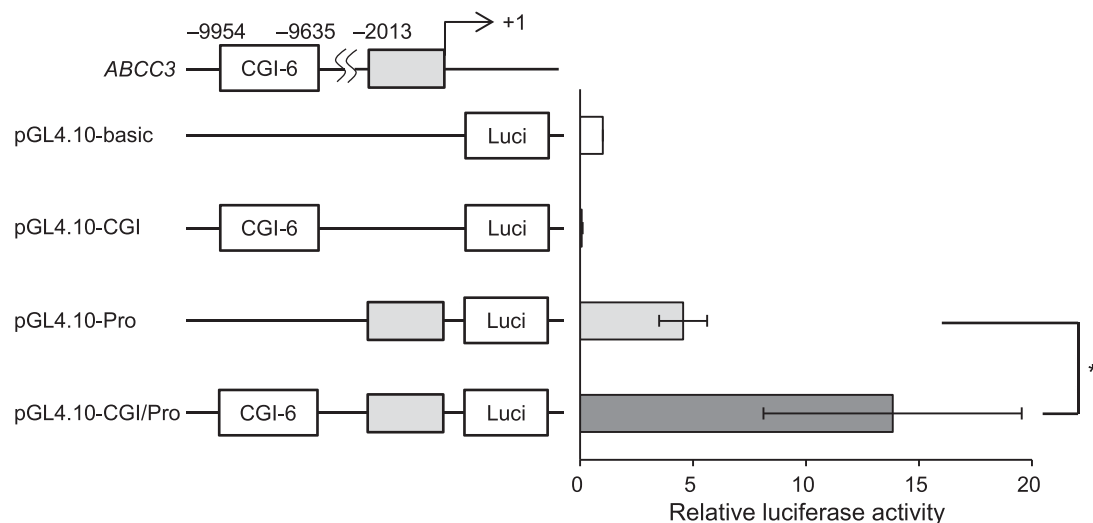 –9954 –9635 –2013 +1
ABCC3 CGI-6
pGL4.10-basic Luci
pGL4.10-CGI CGI-6 Luci
pGL4.10-Pro Luci
*
pGL4.10-CGI/Pro CGI-6 Luci
0 5 10 15 20
Relative luciferase activity